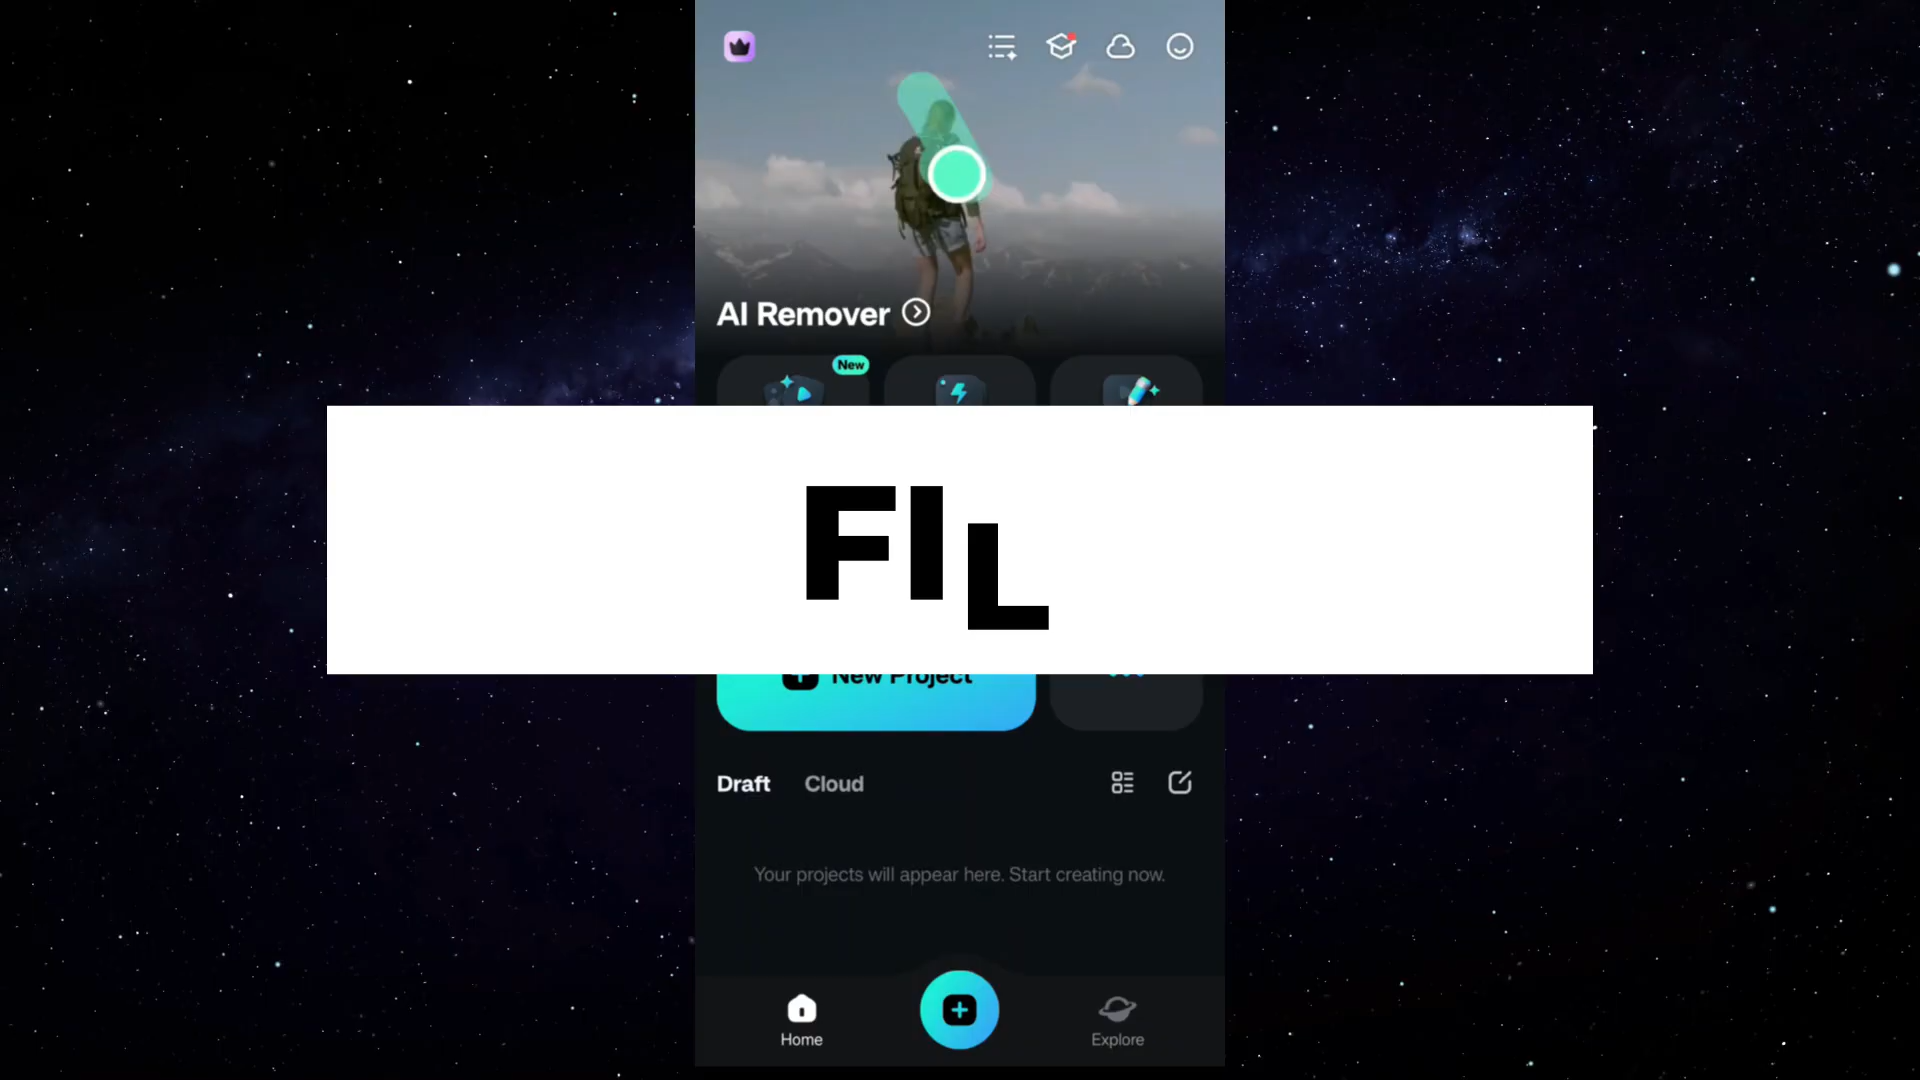 AI Remover
New
FIL
New Project
Draft Cloud
Your projects will appear here. Start creating now.
Home Explore